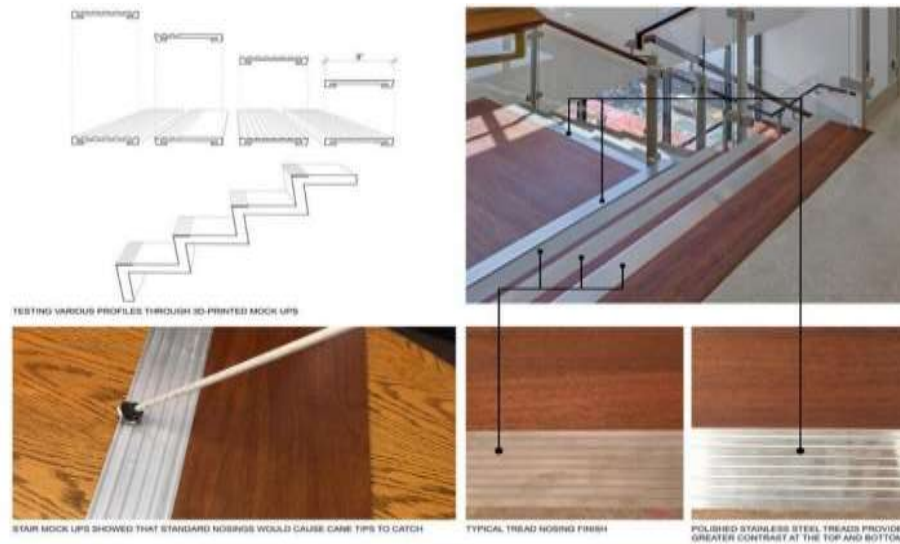 9"
TESTING VARIOUS PROFILES THROUGH 3D-PRINTED MOCK UPS
STAIR MOCK UPS SHOWED THAT STANDARD NOSINGS WOULD CAUSE CANE TIPS TO CATCH
TYPICAL TREAD NOSING FINISH
POLISHED STAINLESS STEEL TREADS PROVIDE
GREATER CONTRAST AT THE TOP AND BOTTOM